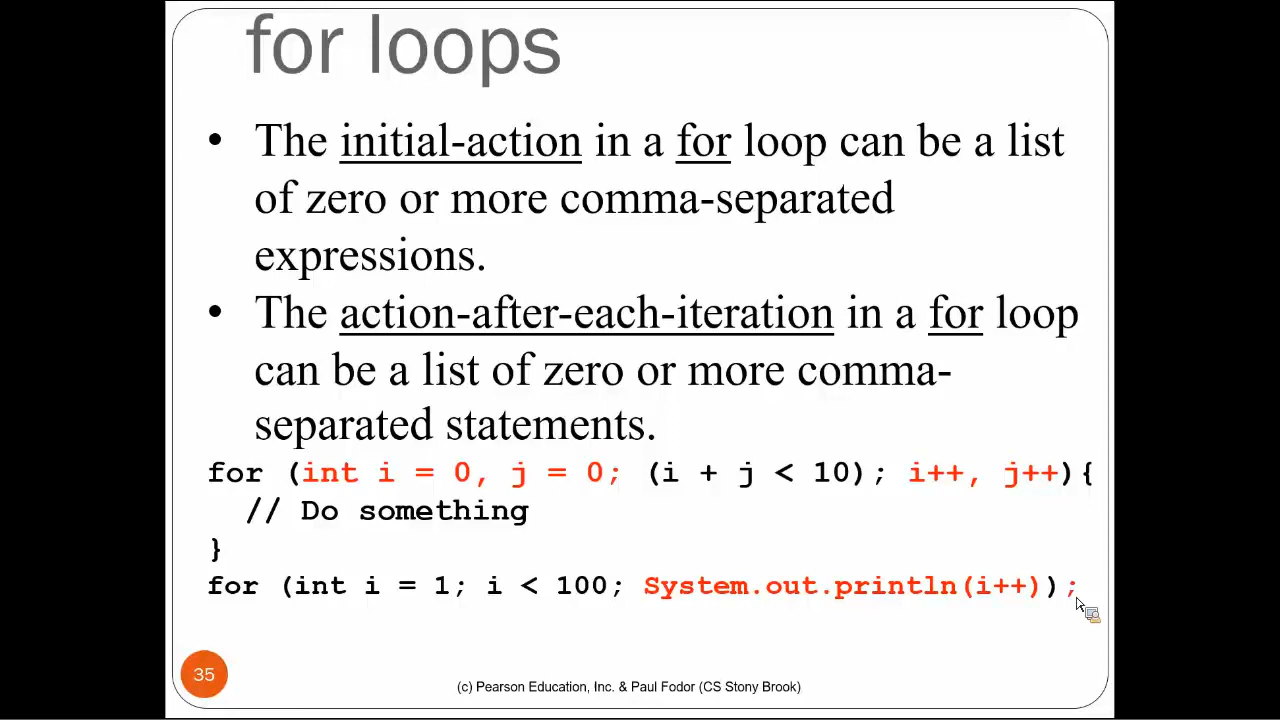 for loops
• The initial-action in a for loop can be a list
of zero or more comma-separated
expressions.
• The action-after-each-iteration in a for loop
can be a list of zero or more comma-
separated statements.
for (int i = 0, j = 0; (i + j < 10); i++, j++){
// Do something
}
for (int i = 1; i < 100; System.out.println(i++));
35
(c) Pearson Education, Inc. & Paul Fodor (CS Stony Brook)